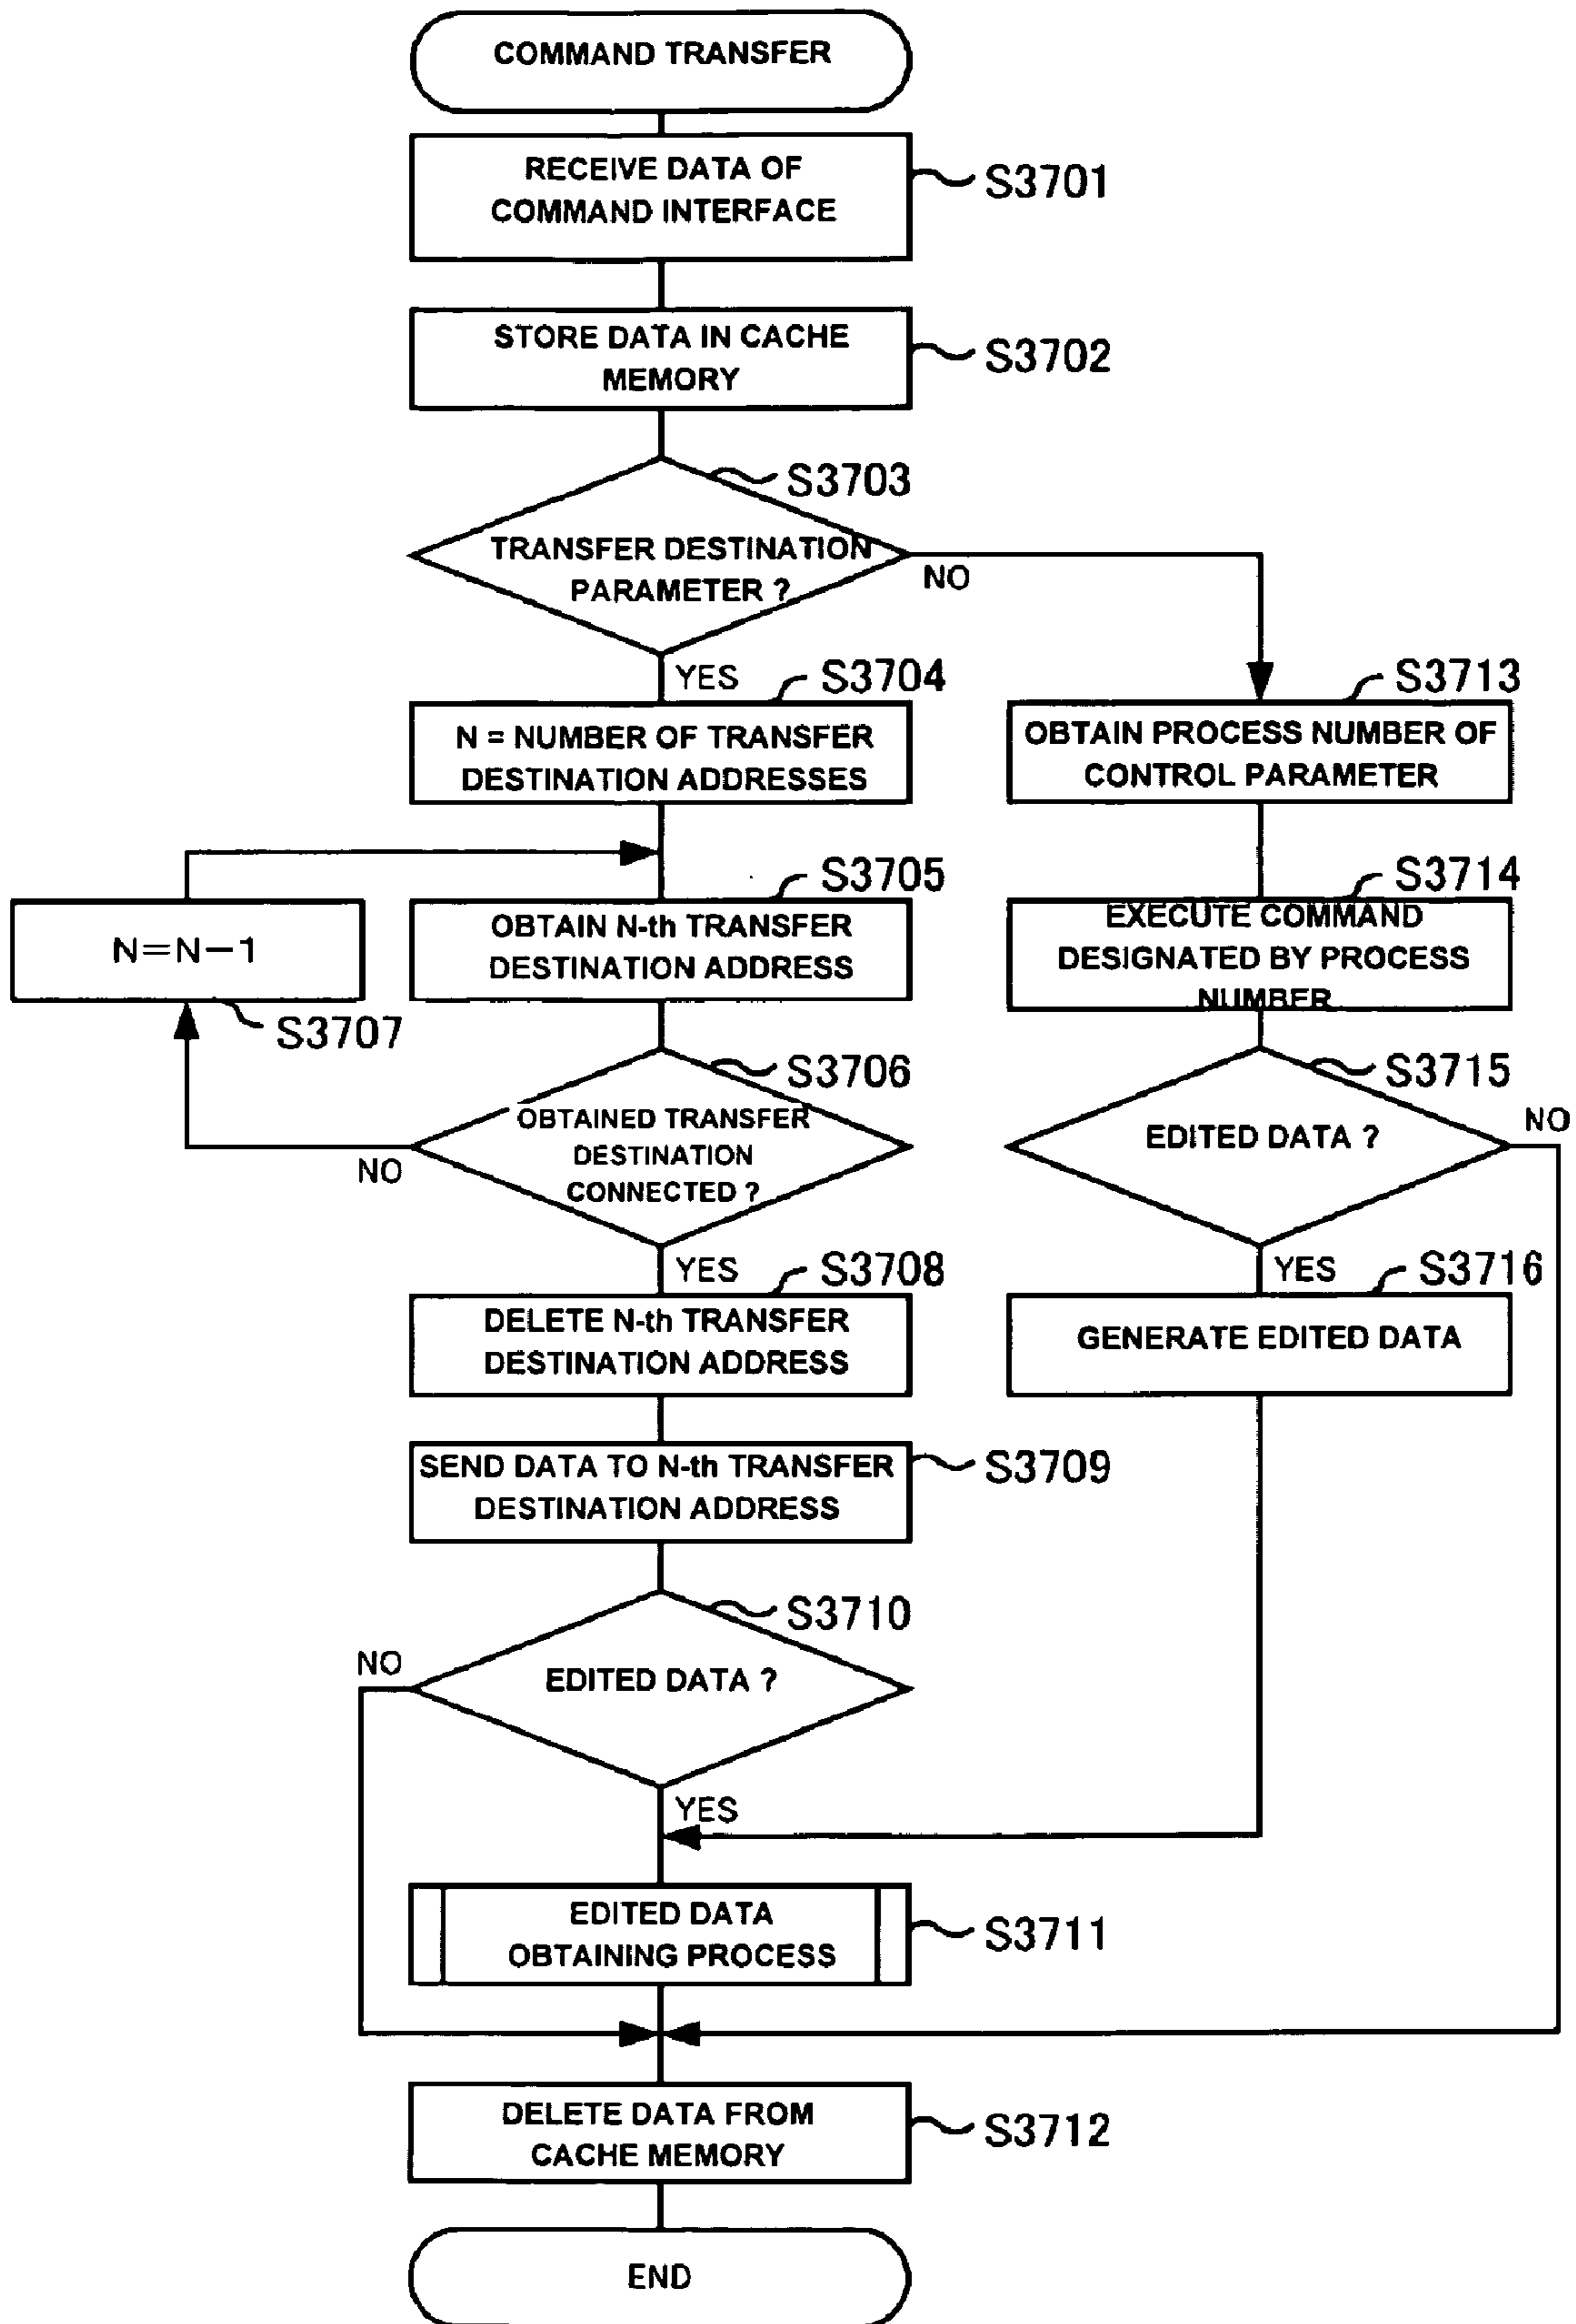 COMMAND TRANSFER
RECEIVE DATA OF
COMMAND INTERFACE
S3701
STORE DATA IN CACHE
MEMORY
S3702
S3703
TRANSFER DESTINATION
PARAMETER ?
NO
YES
S3704
N = NUMBER OF TRANSFER
DESTINATION ADDRESSES
S3713
OBTAIN PROCESS NUMBER OF
CONTROL PARAMETER
S3705
OBTAIN N-th TRANSFER
DESTINATION ADDRESS
N=N−1
S3707
S3714
EXECUTE COMMAND
DESIGNATED BY PROCESS
NUMBER
S3706
OBTAINED TRANSFER
DESTINATION
CONNECTED ?
NO
YES
S3715
EDITED DATA ?
NO
YES
S3708
DELETE N-th TRANSFER
DESTINATION ADDRESS
S3716
GENERATE EDITED DATA
SEND DATA TO N-th TRANSFER
DESTINATION ADDRESS
S3709
S3710
EDITED DATA ?
NO
YES
EDITED DATA
OBTAINING PROCESS
S3711
DELETE DATA FROM
CACHE MEMORY
S3712
END